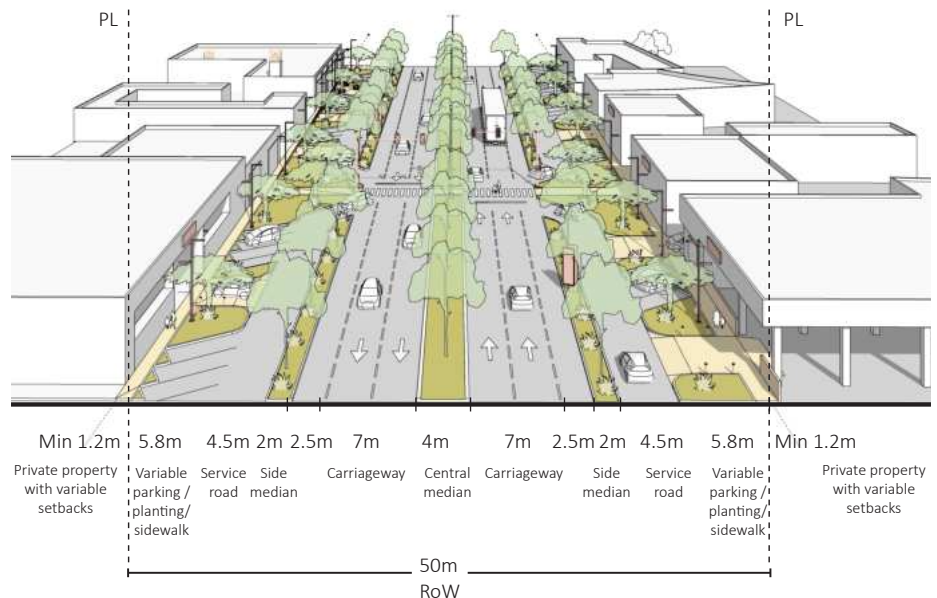 PL PL
Min 1.2m 5.8m 4.5m 2m 2.5m 7m 4m 7m 2.5m 2m 4.5m 5.8m Min 1.2m
Private property
with variable
setbacks
Variable
parking /
planting/
sidewalk
Service
road
Side
median
Carriageway
Central
median
Carriageway
Side
median
Service
road
Variable
parking /
planting/
sidewalk
Private property
with variable
setbacks
50m
RoW